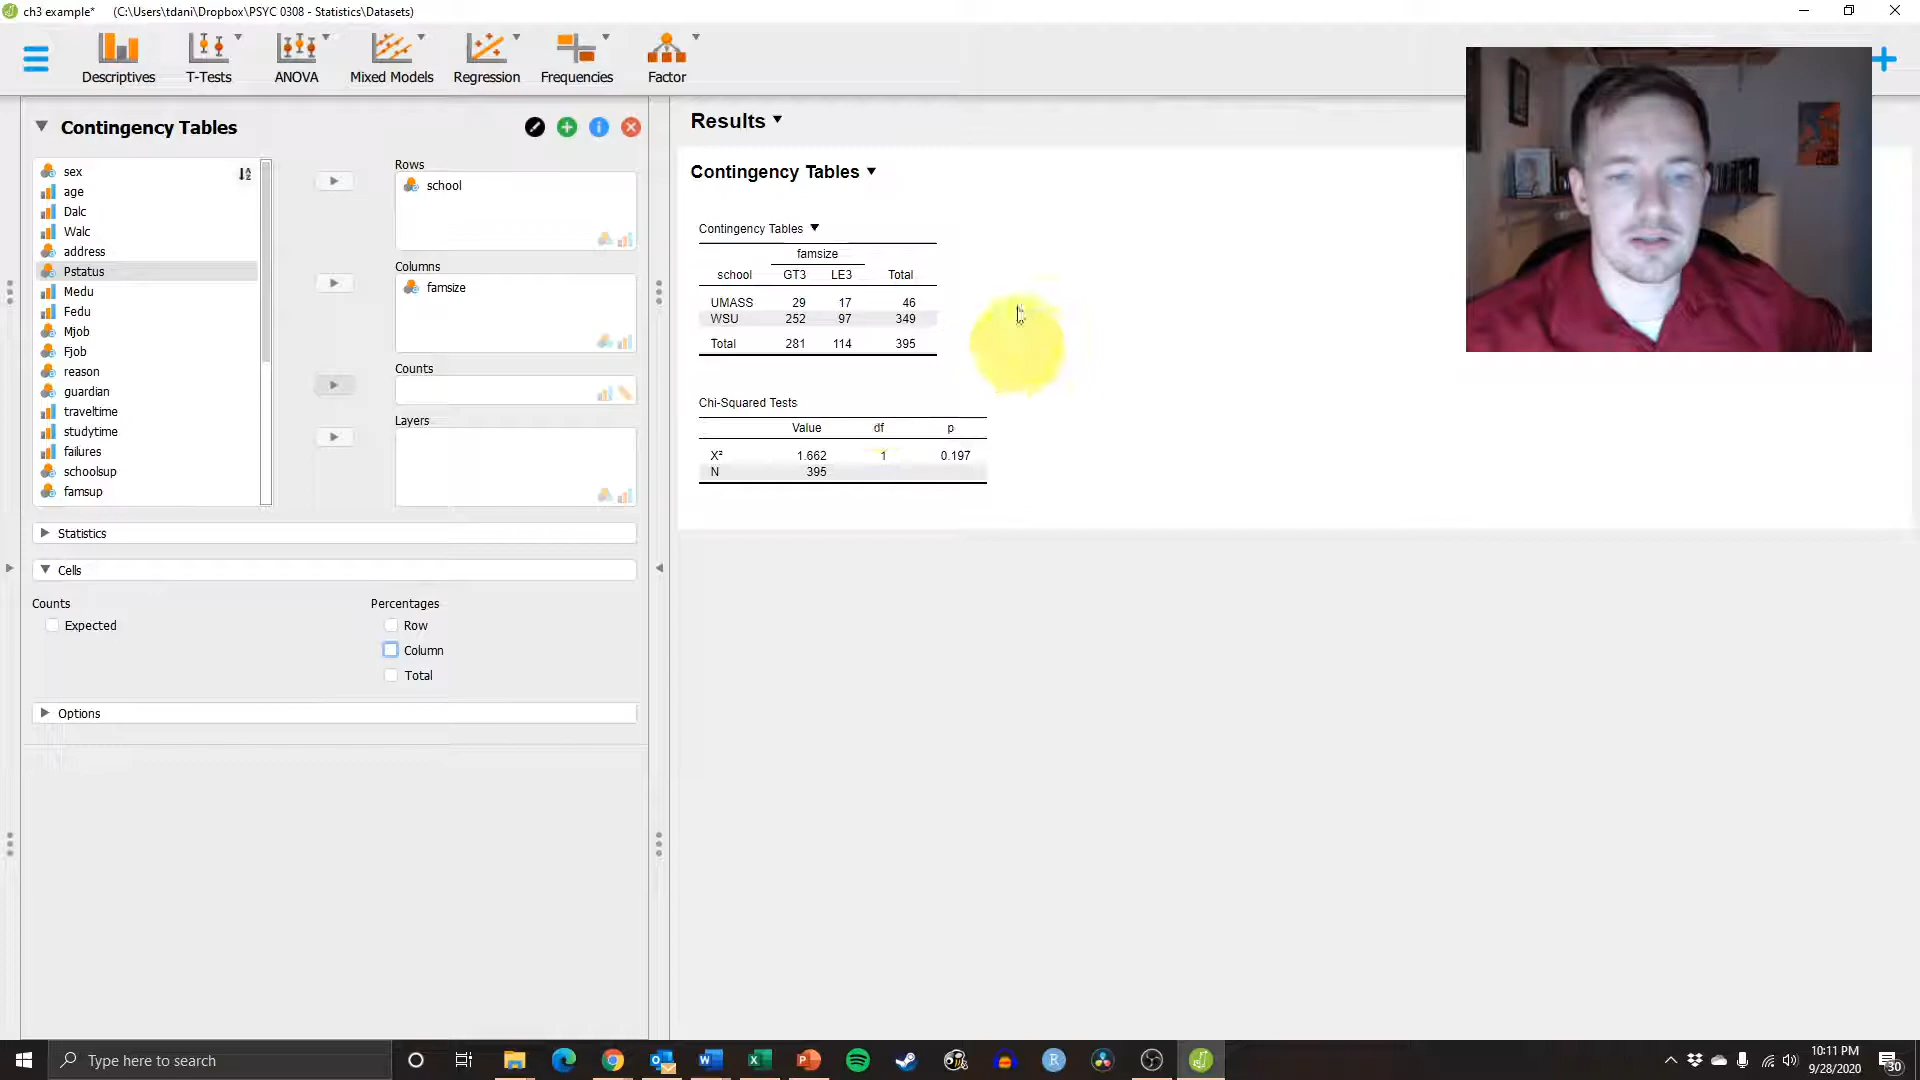 ch3 example* (C:\Users\tdani\Dropbox\PSYC 0308 - Statistics\Datasets)
Descriptives T-Tests ANOVA Mixed Models Regression Frequencies Factor
Contingency Tables
sex
age
Dalc
Walc
address
Pstatus
Medu
Fedu
Mjob
Fjob
reason
guardian
traveltime
studytime
failures
schoolsup
famsup
Rows
school
Columns
famsize
Counts
Layers
Statistics
Cells
Counts
Expected
Percentages
Row
Column
Total
Options
Results
Contingency Tables
Contingency Tables
famsize
school GT3 LE3 Total
UMASS 29 17 46
WSU 252 97 349
Total 281 114 395
Chi-Squared Tests
Value df p
X² 1.662 1 0.197
N 395
Type here to search
10:11 PM
9/28/2020
30